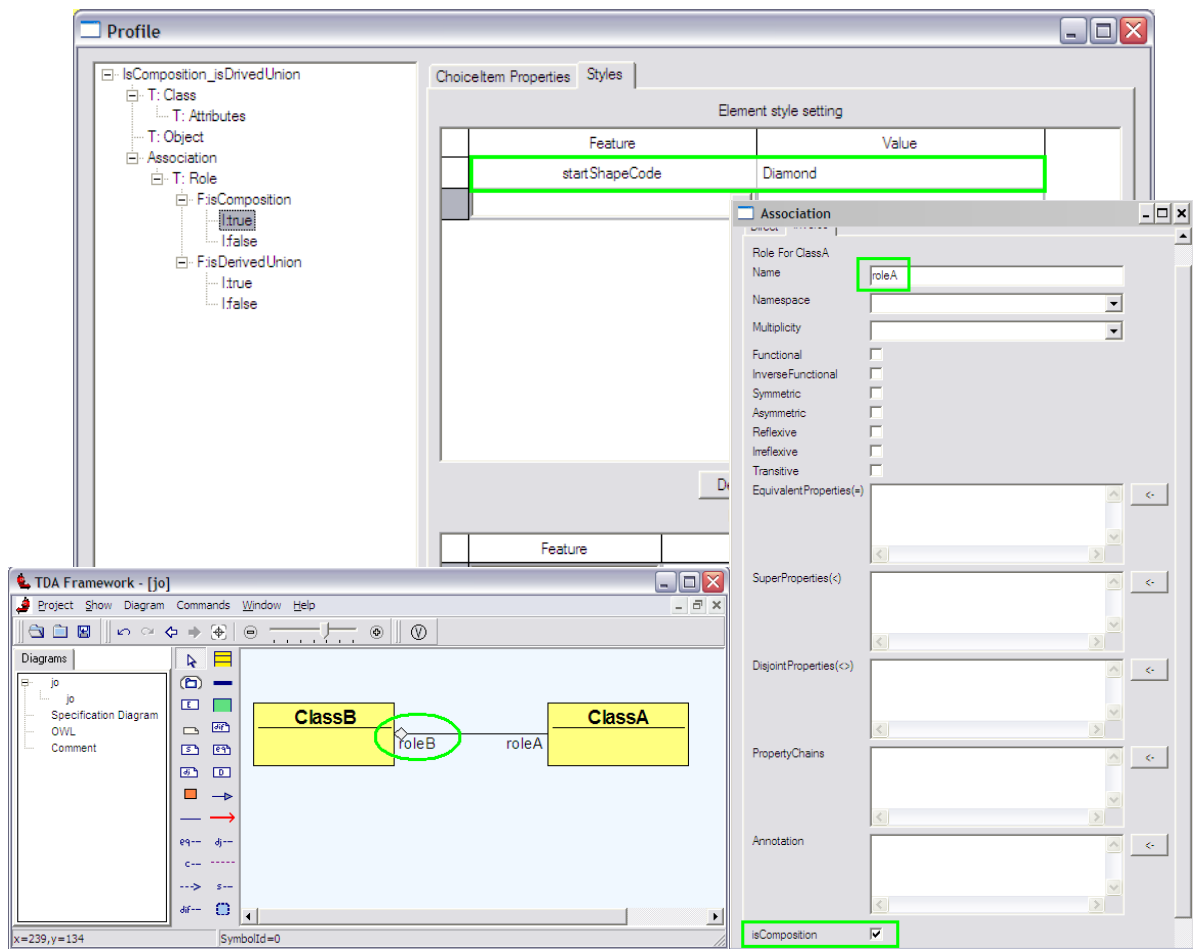 Profile
IsComposition_isDrivedUnion
T: Class
T: Attributes
T: Object
Association
T: Role
F:isComposition
I:true
I:false
F:isDerivedUnion
I:true
I:false
ChoiceItem Properties Styles
Element style setting
Feature Value
startShapeCode Diamond
Feature
Association
Role For ClassA
Name roleA
Namespace
Multiplicity
Functional
InverseFunctional
Symmetric
Asymmetric
Reflexive
Irreflexive
Transitive
EquivalentProperties(=) <-
SuperProperties(<) <-
DisjointProperties(<>) <-
PropertyChains <-
Annotation <-
isComposition
TDA Framework - [jo]
Project Show Diagram Commands Window Help
Diagrams
jo
jo
Specification Diagram
OWL
Comment
ClassB ClassA
roleB roleA
x=239,y=134 SymbolId=0